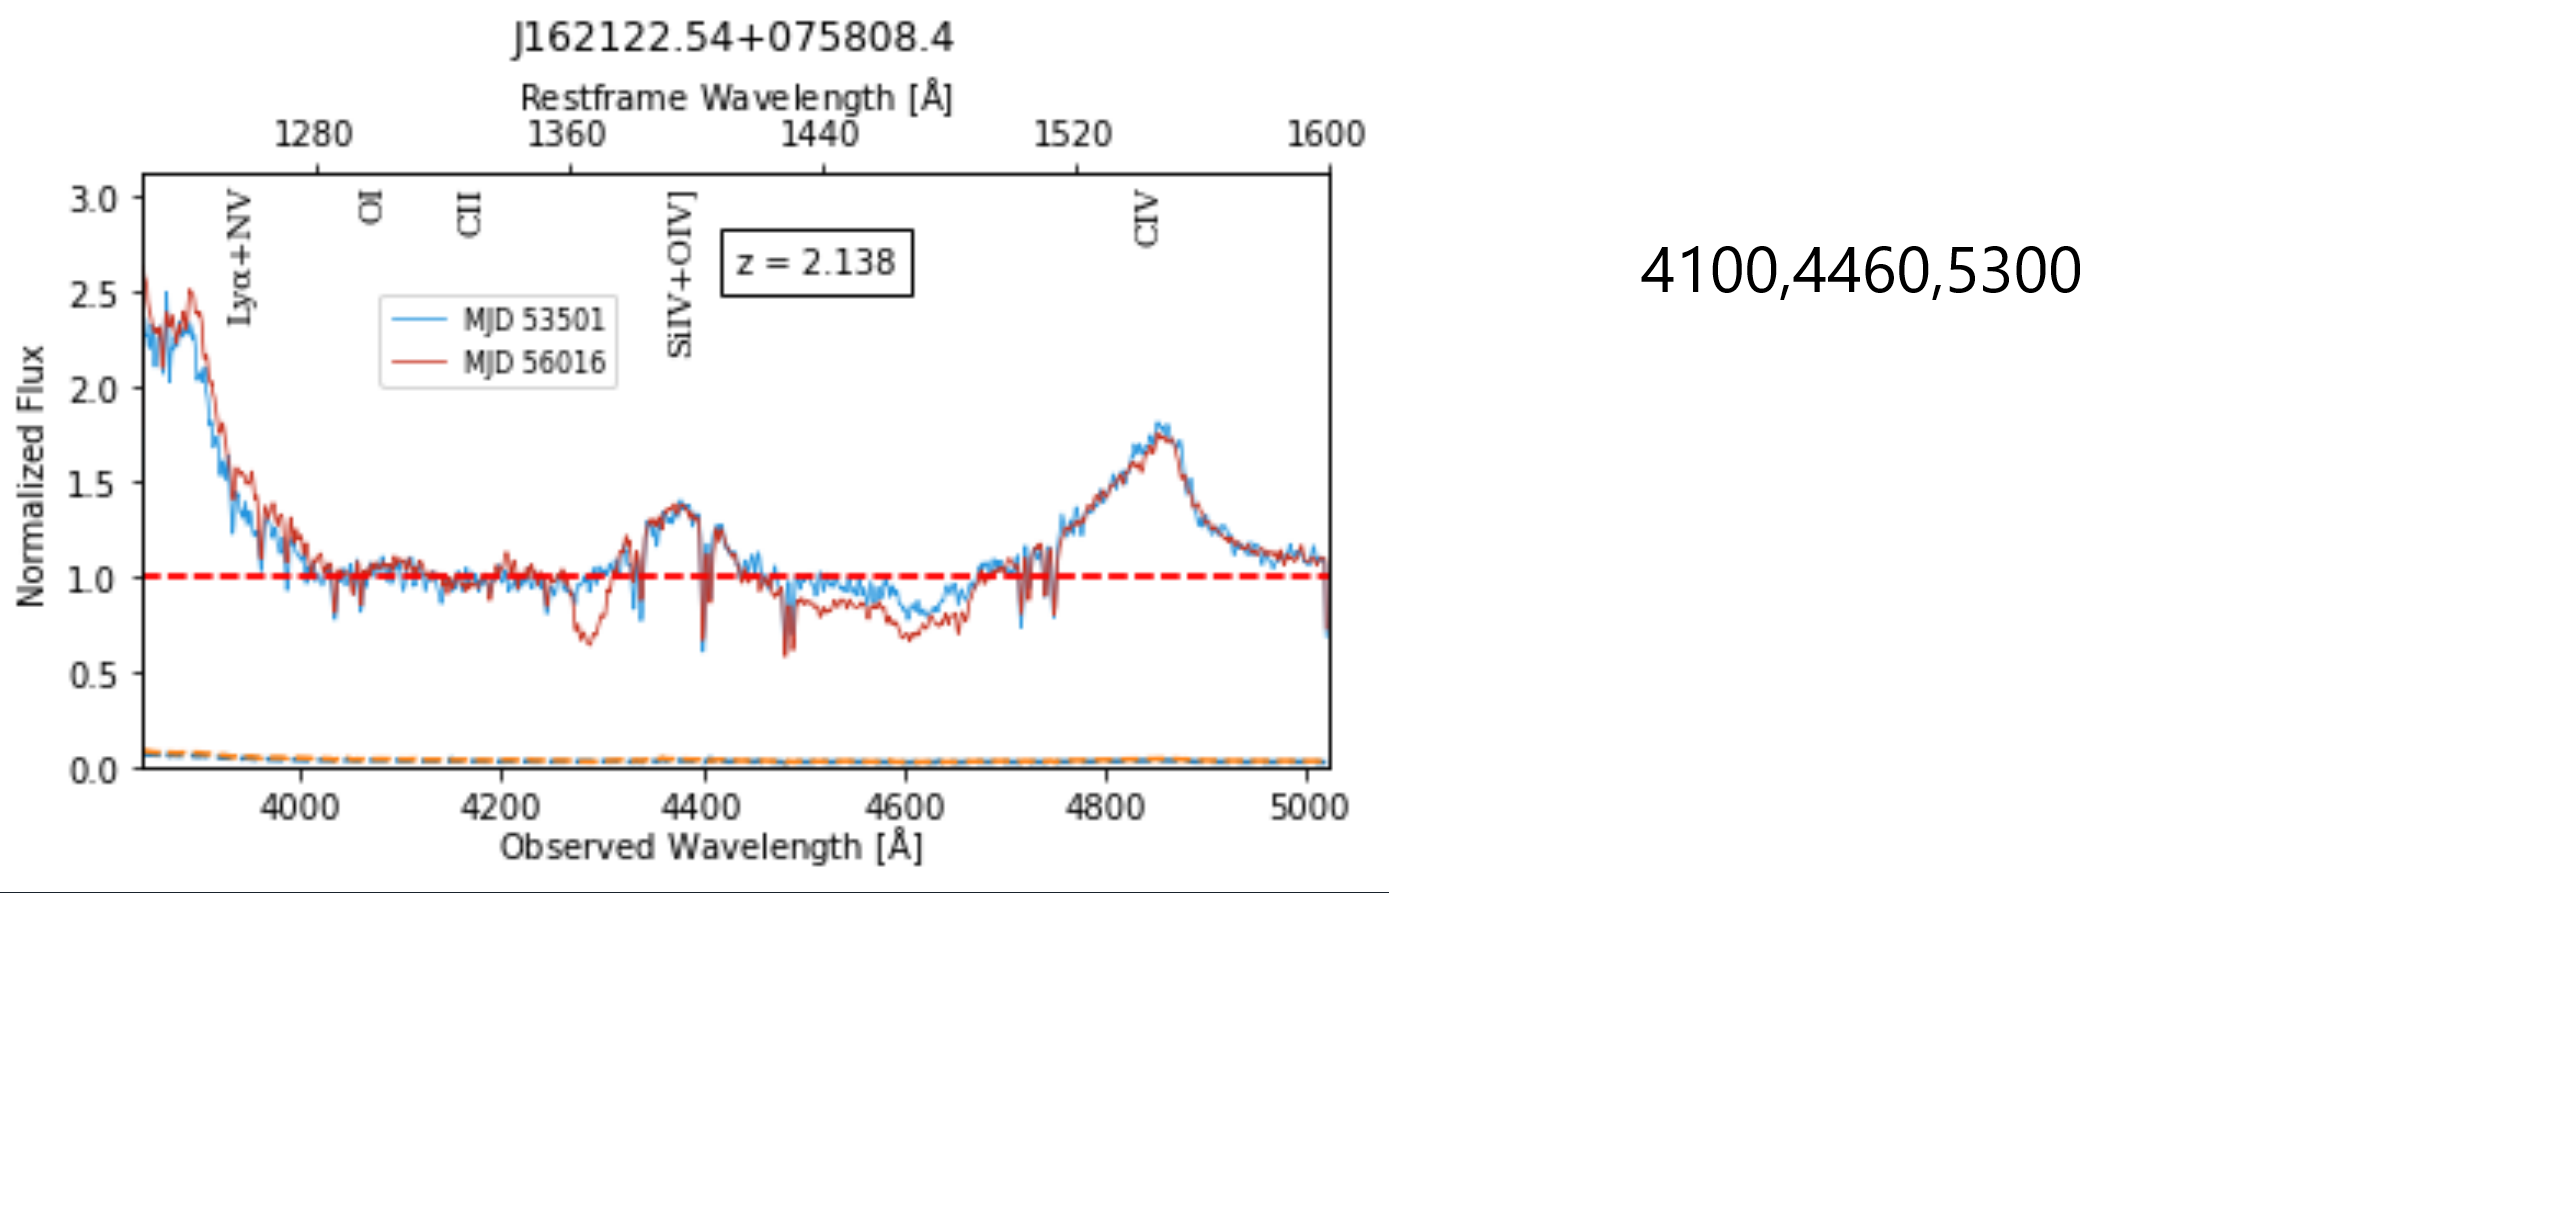 J162122.54+075808.4
Restframe Wavelength [Å]
1280 1360 1440 1520 1600
3.0
2.5
2.0
1.5
1.0
0.5
0.0
Normalized Flux
Lyα+NV
OI
CII
SiIV+OIV]
CIV
z = 2.138
MJD 53501
MJD 56016
4000 4200 4400 4600 4800 5000
Observed Wavelength [Å]
4100,4460,5300